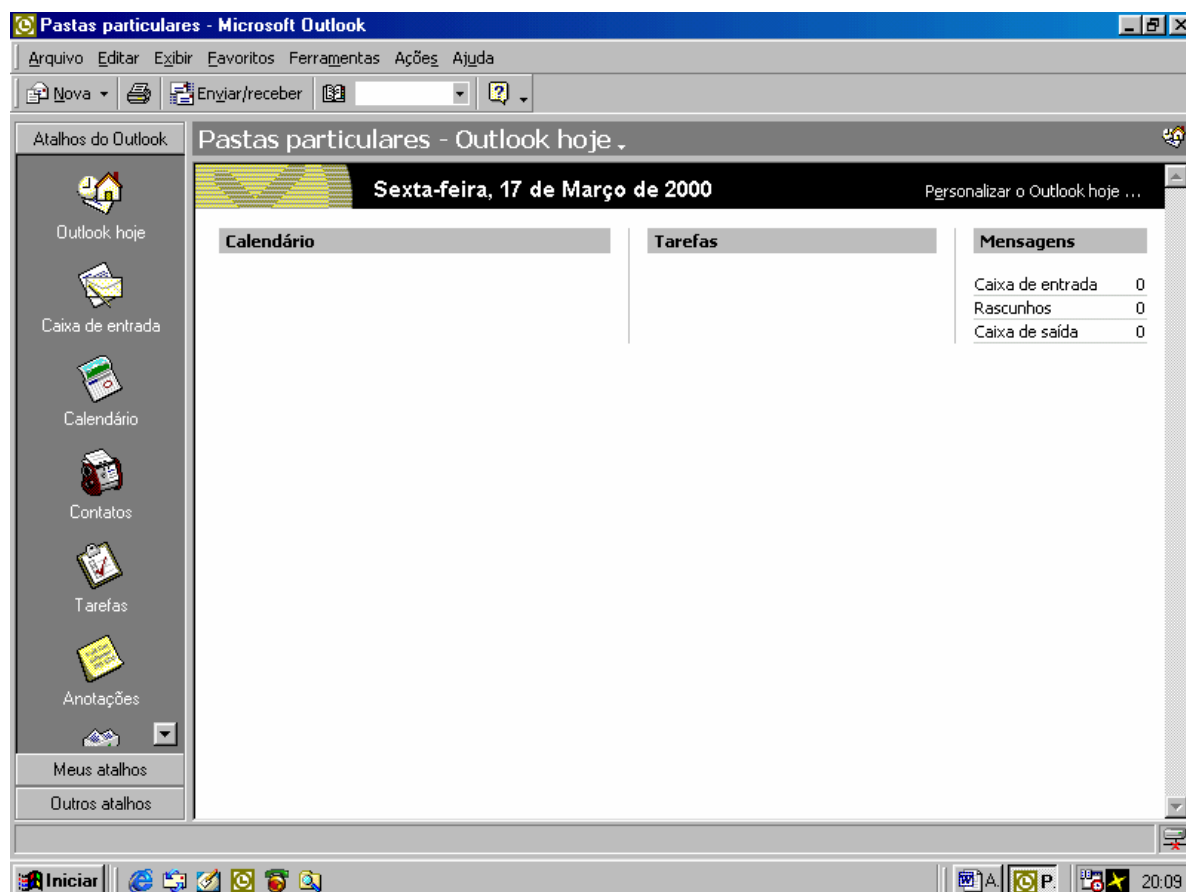 Pastas particulares - Microsoft Outlook
Arquivo Editar Exibir Favoritos Ferramentas Ações Ajuda
Nova Enviar/receber
Atalhos do Outlook
Pastas particulares - Outlook hoje
Sexta-feira, 17 de Março de 2000
Personalizar o Outlook hoje ...
Outlook hoje
Caixa de entrada
Calendário
Contatos
Tarefas
Anotações
Meus atalhos
Outros atalhos
Calendário
Tarefas
Mensagens
Caixa de entrada 0
Rascunhos 0
Caixa de saída 0
Iniciar
A.
P.
20:09